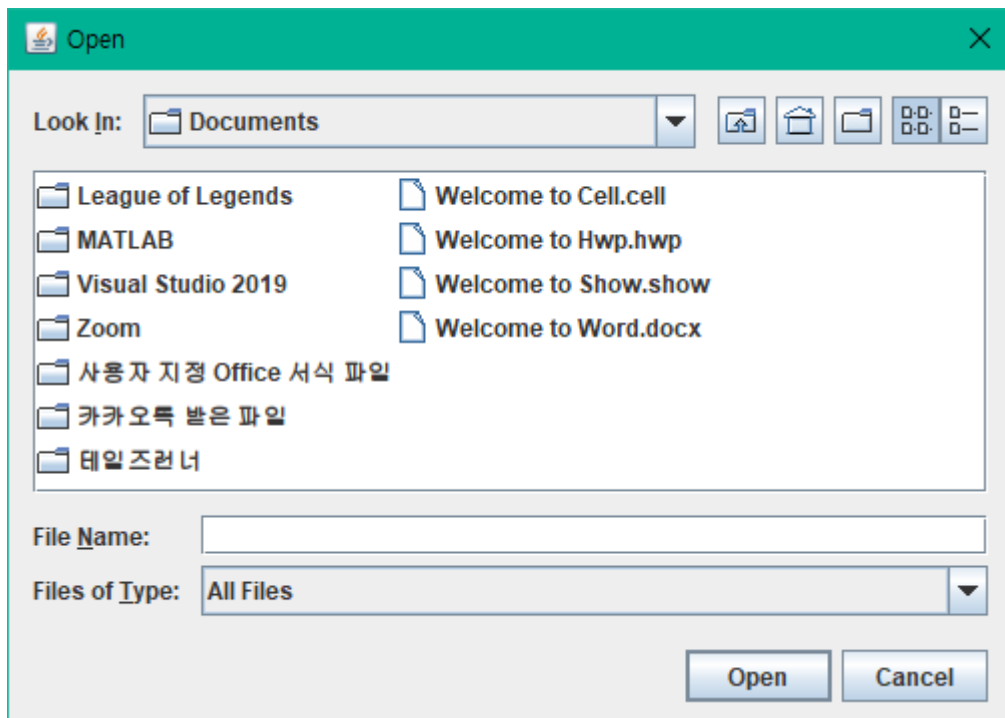 Open
Look In: Documents
League of Legends
MATLAB
Visual Studio 2019
Zoom
사용자 지정 Office 서식 파일
카카오톡 받은 파일
테일즈런너
Welcome to Cell.cell
Welcome to Hwp.hwp
Welcome to Show.show
Welcome to Word.docx
File Name:
Files of Type: All Files
Open Cancel